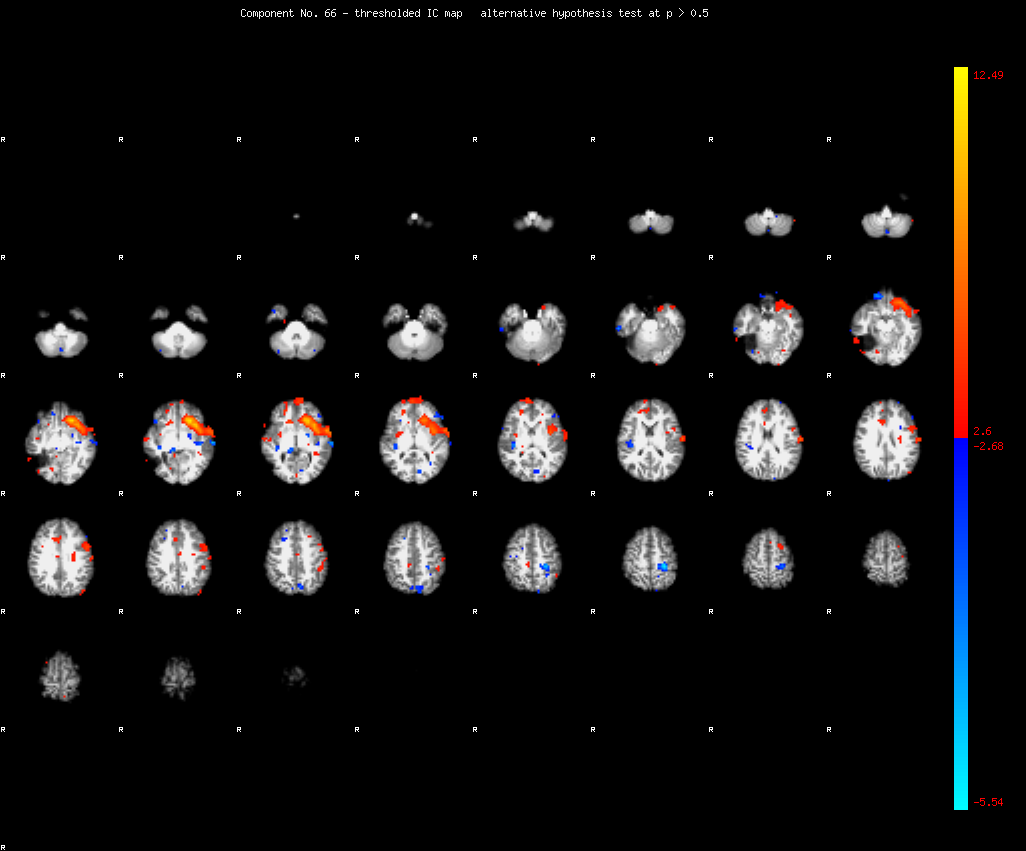 Component No. 66 - thresholded IC map   alternative hypothesis test at p > 0.5
12.49
R R R R R R R R
R R R R R R R R
R R R R R R R R
2.6
-2.68
R R R R R R R R
R R R R R R R R
R R R R R R R R
-5.54
R